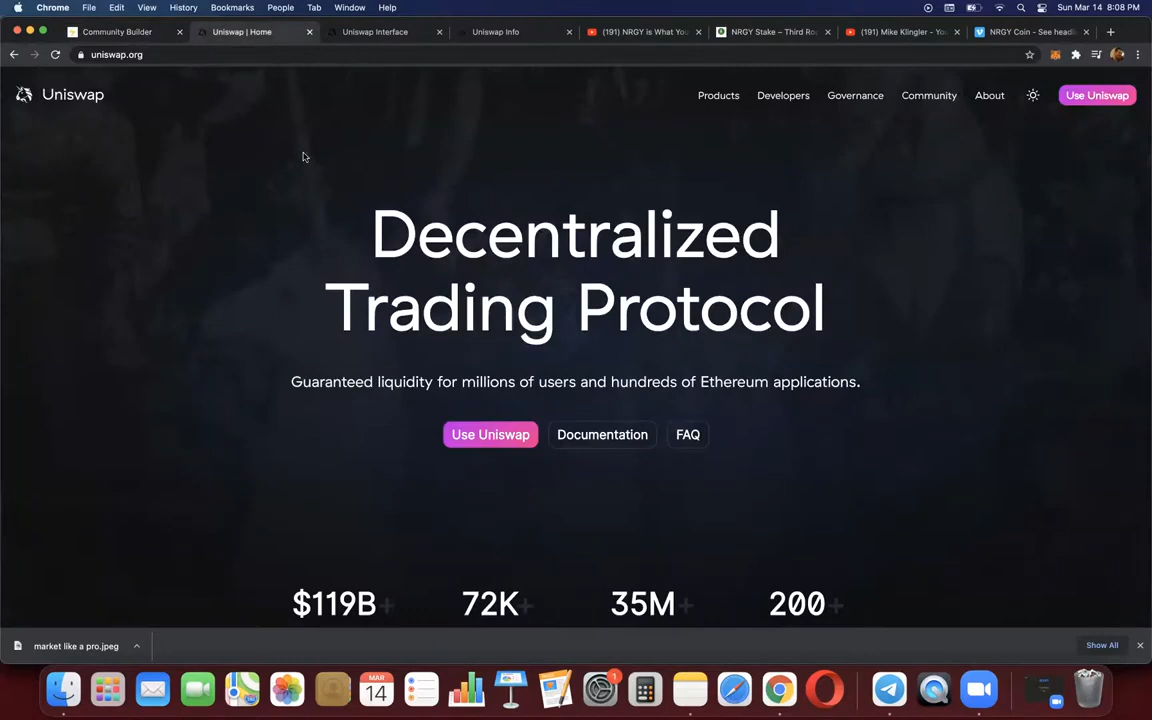 Chrome File Edit View History Bookmarks People Tab Window Help Sun Mar 14 8:08 PM
Community Builder Uniswap | Home Uniswap Interface Uniswap Info (191) NRGY is What You NRGY Stake – Third Ro (191) Mike Klingler - You NRGY Coin - See headl
uniswap.org
Uniswap Products Developers Governance Community About Use Uniswap
Decentralized
Trading Protocol
Guaranteed liquidity for millions of users and hundreds of Ethereum applications.
Use Uniswap Documentation FAQ
$119B+ 72K+ 35M+ 200+
market like a pro.jpeg Show All
1
MAR
14